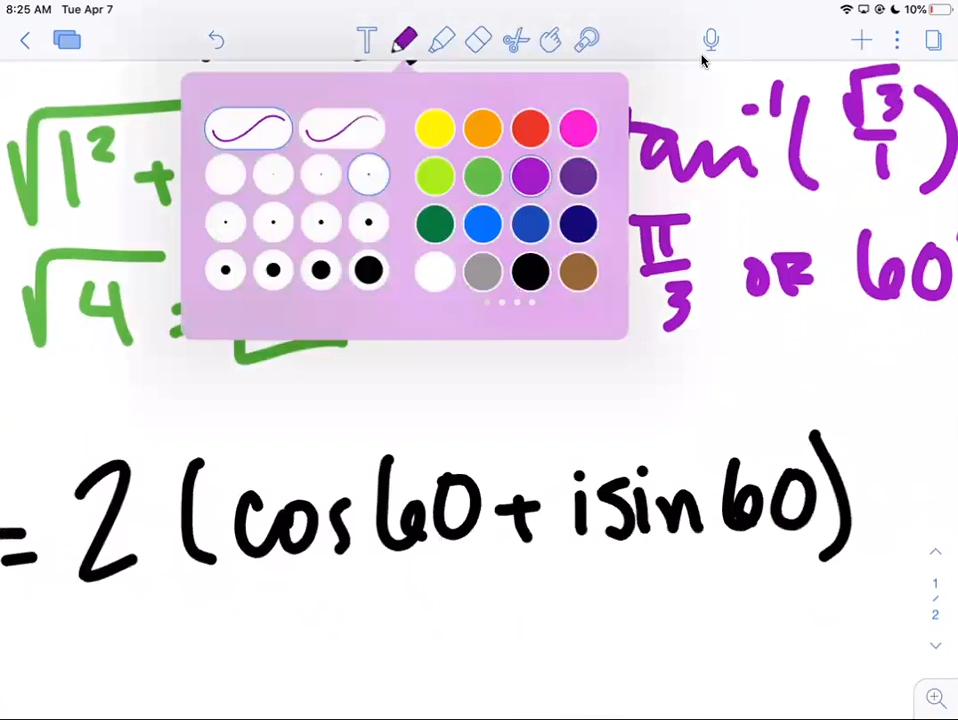 8:25 AM Tue Apr 7 10%
√1² + tan⁻¹(√3/1)
√4 = π/3 OR 60°
= 2 (cos60 + isin60)
1
/
2